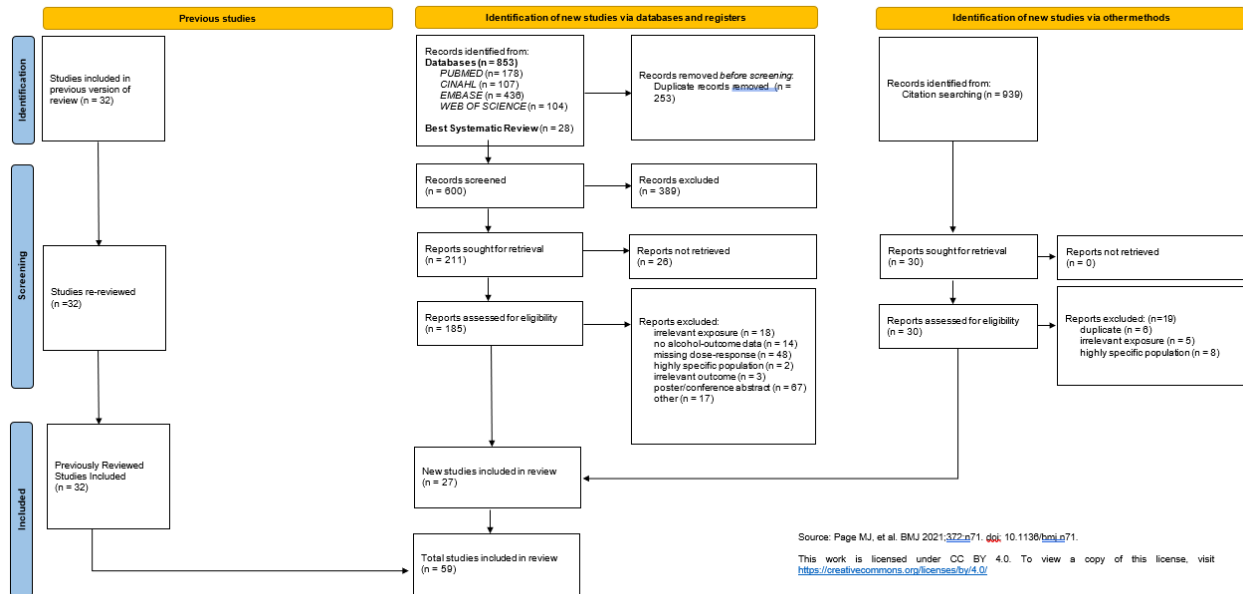 Previous studies
Identification of new studies via databases and registers
Identification of new studies via other methods
Identification
Studies included in
previous version of
review (n = 32)
Records identified from:
Databases (n = 853)
PUBMED (n= 178)
CINAHL (n = 107)
EMBASE (n = 436)
WEB OF SCIENCE (n = 104)
Best Systematic Review (n = 28)
Records removed before screening:
Duplicate records removed (n =
253)
Records identified from:
Citation searching (n = 939)
Screening
Records screened
(n = 600)
Records excluded
(n = 389)
Reports sought for retrieval
(n = 211)
Reports not retrieved
(n = 26)
Reports sought for retrieval
(n = 30)
Reports not retrieved
(n = 0)
Studies re-reviewed
(n =32)
Reports assessed for eligibility
(n = 185)
Reports excluded:
irrelevant exposure (n = 18)
no alcohol-outcome data (n = 14)
missing dose-response (n = 48)
highly specific population (n = 2)
irrelevant outcome (n = 3)
poster/conference abstract (n = 67)
other (n = 17)
Reports assessed for eligibility
(n = 30)
Reports excluded: (n=19)
duplicate (n = 6)
irrelevant exposure (n = 5)
highly specific population (n = 8)
Included
Previously Reviewed
Studies Included
(n = 32)
New studies included in review
(n = 27)
Total studies included in review
(n = 59)
Source: Page MJ, et al. BMJ 2021;372:n71. doi: 10.1136/bmj.n71.
This work is licensed under CC BY 4.0. To view a copy of this license, visit
https://creativecommons.org/licenses/by/4.0/